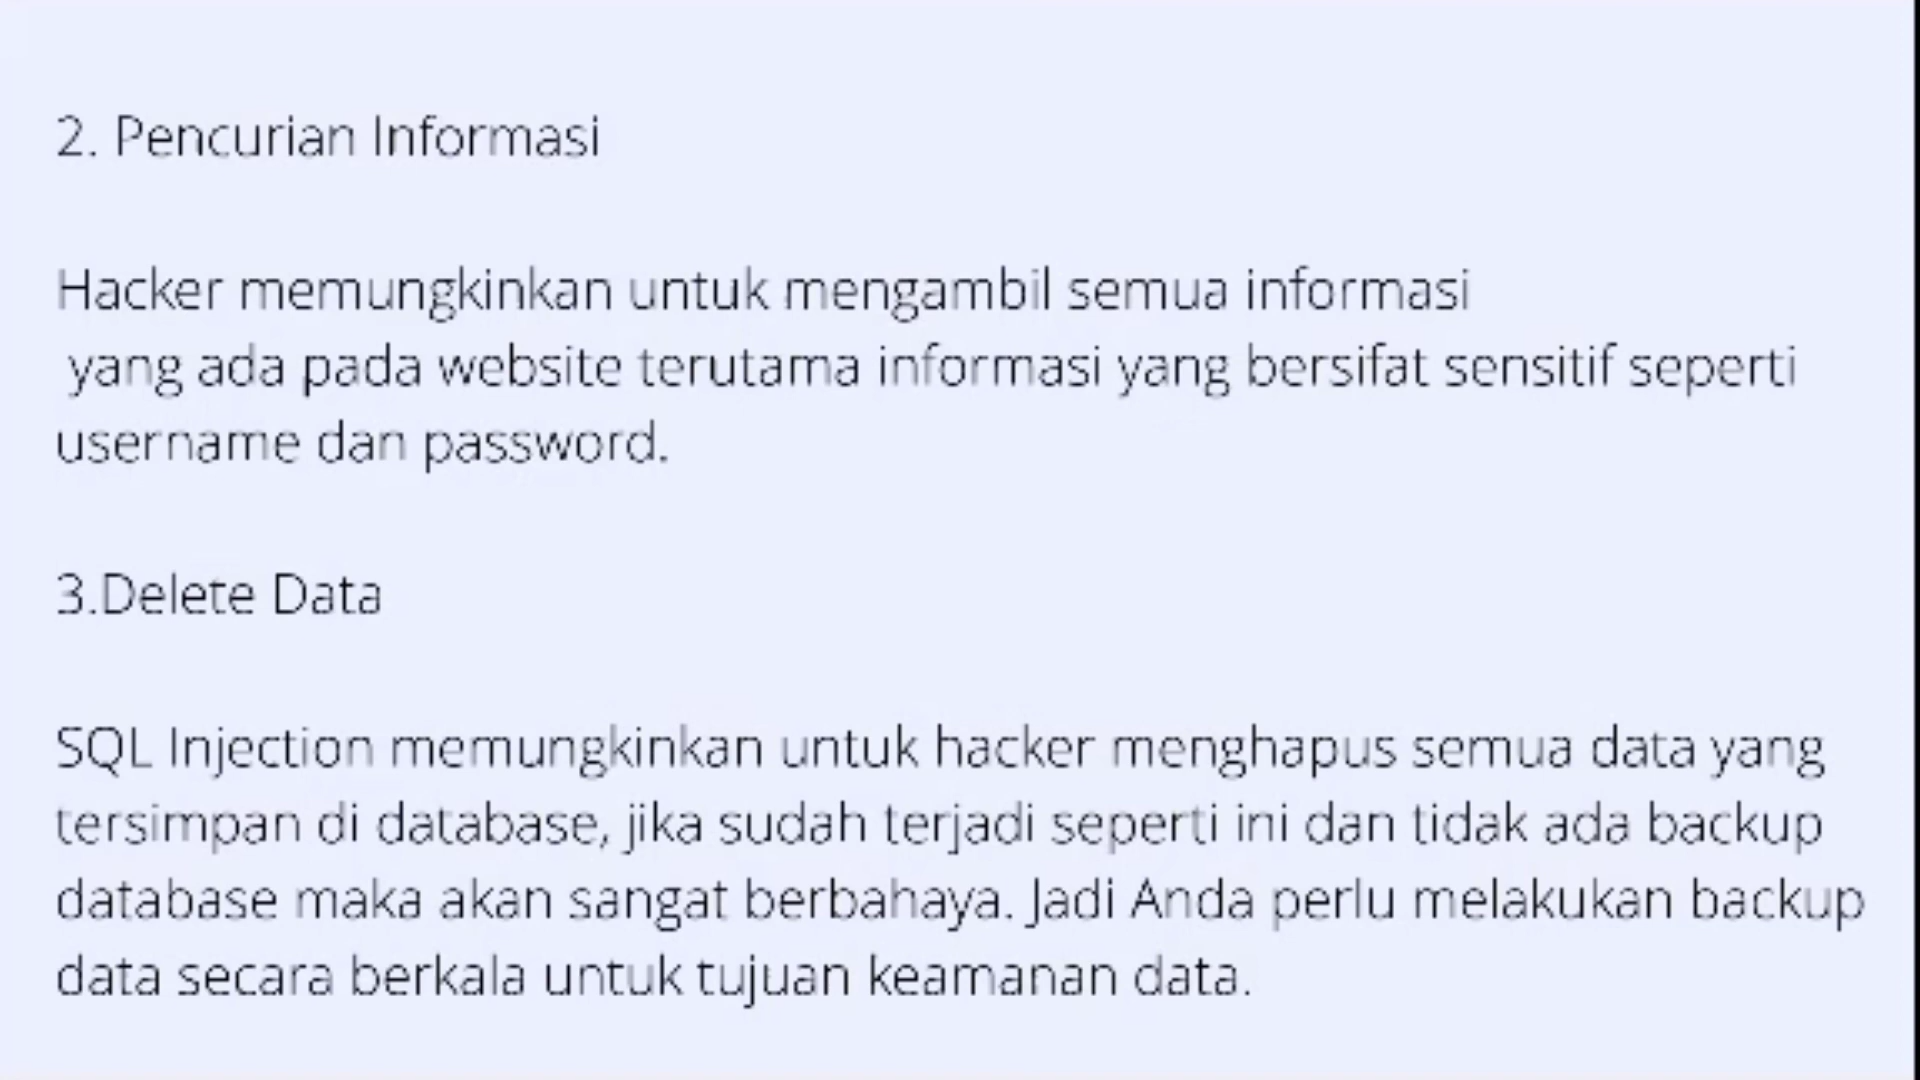 2. Pencurian Informasi
Hacker memungkinkan untuk mengambil semua informasi
yang ada pada website terutama informasi yang bersifat sensitif seperti
username dan password.
3.Delete Data
SQL Injection memungkinkan untuk hacker menghapus semua data yang
tersimpan di database, jika sudah terjadi seperti ini dan tidak ada backup
database maka akan sangat berbahaya. Jadi Anda perlu melakukan backup
data secara berkala untuk tujuan keamanan data.